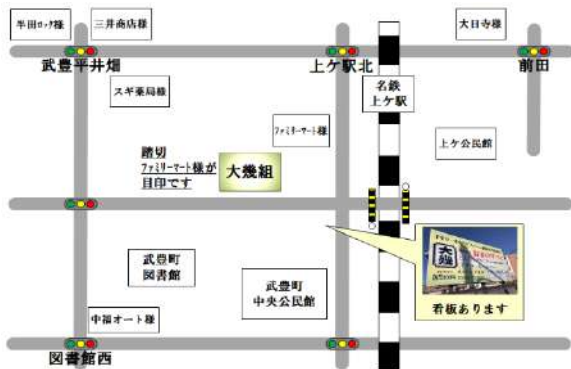 半田ロック様
三井商店様
大日寺様
武豊平井畑
上ケ駅北
前田
スギ薬局様
名鉄
上ケ駅
ファミリーマート様
上ケ公民館
踏切
ファミリーマート様が
目印です
大幾組
武豊町
図書館
武豊町
中央公民館
大幾
看板あります
中福オート様
図書館西